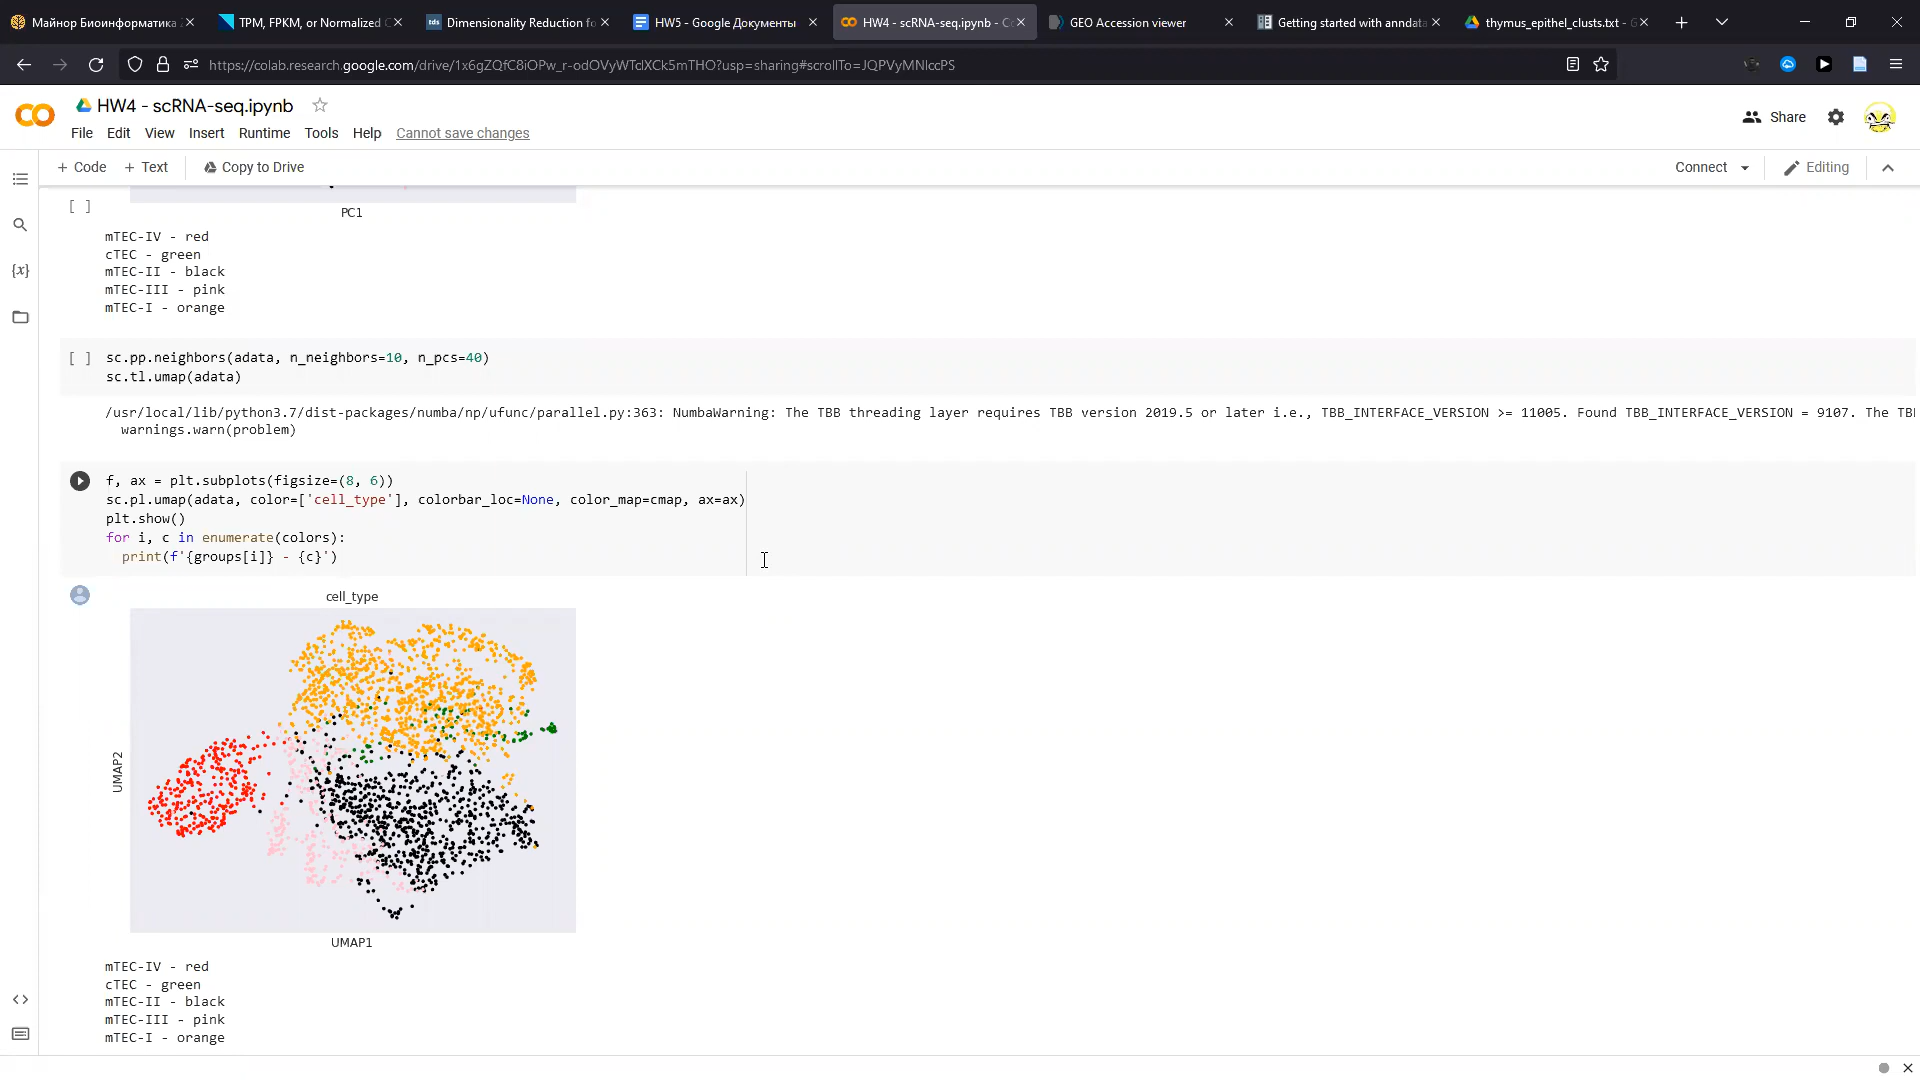 Майнор Биоинформатика 2
TPM, FPKM, or Normalized C
Dimensionality Reduction fo
HW5 - Google Документы
HW4 - scRNA-seq.ipynb - Co
GEO Accession viewer
Getting started with anndata
thymus_epithel_clusts.txt - G
https://colab.research.google.com/drive/1x6gZQfC8iOPw_r-odOVyWTclXCk5mTHO?usp=sharing#scrollTo=JQPVyMNlccPS
HW4 - scRNA-seq.ipynb
Share
File Edit View Insert Runtime Tools Help Cannot save changes
+ Code + Text Copy to Drive Connect Editing
[ ]
PC1
mTEC-IV - red
cTEC - green
mTEC-II - black
mTEC-III - pink
mTEC-I - orange
[ ] sc.pp.neighbors(adata, n_neighbors=10, n_pcs=40)
sc.tl.umap(adata)
/usr/local/lib/python3.7/dist-packages/numba/np/ufunc/parallel.py:363: NumbaWarning: The TBB threading layer requires TBB version 2019.5 or later i.e., TBB_INTERFACE_VERSION >= 11005. Found TBB_INTERFACE_VERSION = 9107. The TB
warnings.warn(problem)
f, ax = plt.subplots(figsize=(8, 6))
sc.pl.umap(adata, color=['cell_type'], colorbar_loc=None, color_map=cmap, ax=ax)
plt.show()
for i, c in enumerate(colors):
print(f'{groups[i]} - {c}')
cell_type
UMAP2
UMAP1
mTEC-IV - red
cTEC - green
mTEC-II - black
mTEC-III - pink
mTEC-I - orange